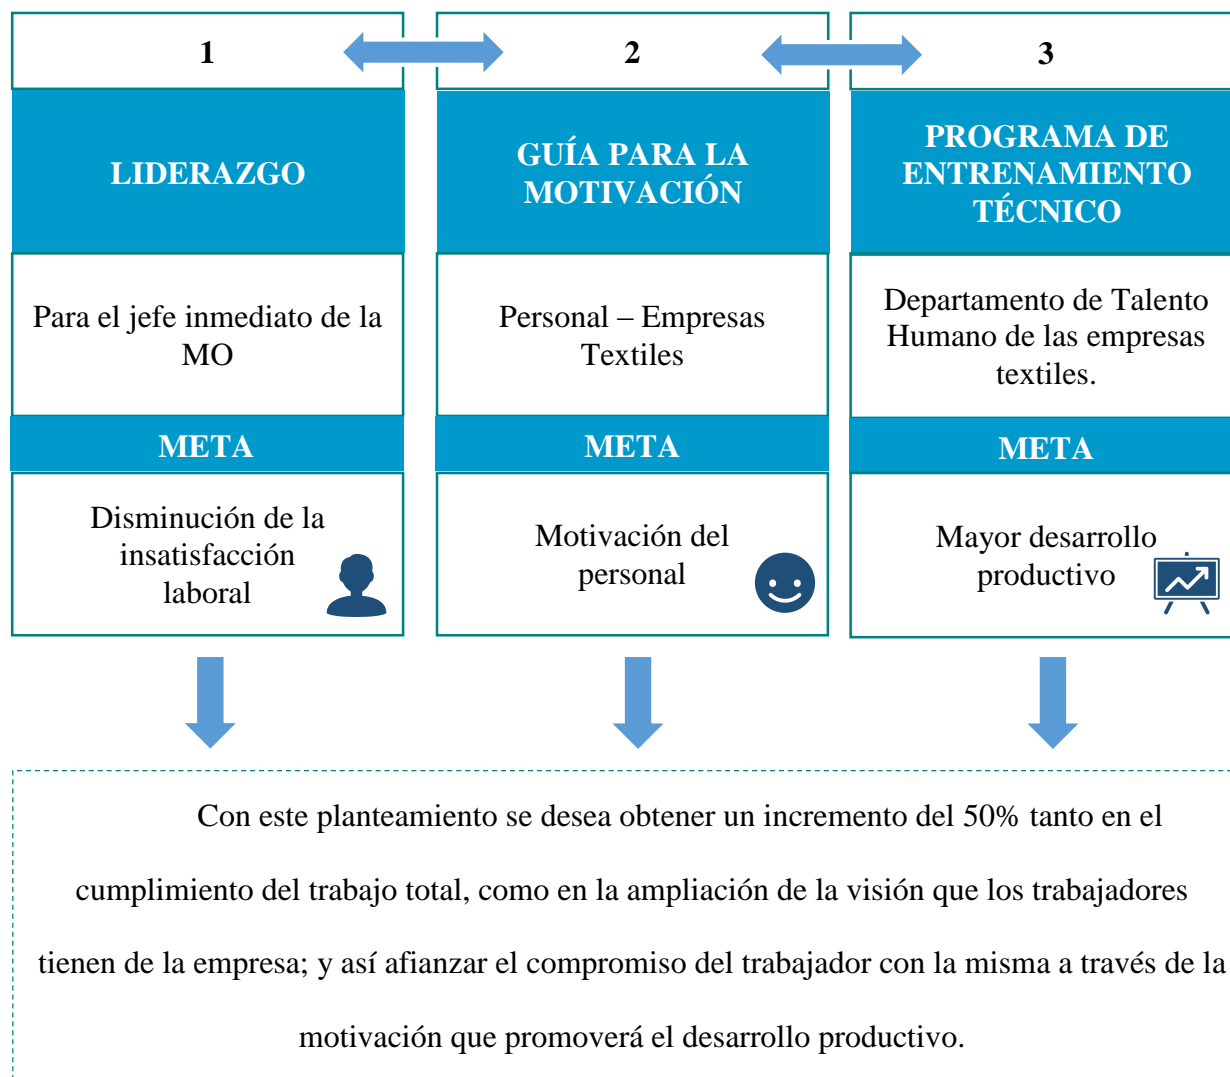 1
2
3
LIDERAZGO
GUÍA PARA LA
MOTIVACIÓN
PROGRAMA DE
ENTRENAMIENTO
TÉCNICO
Para el jefe inmediato de la
MO
Personal – Empresas
Textiles
Departamento de Talento
Humano de las empresas
textiles.
META
META
META
Disminución de la
insatisfacción
laboral
Motivación del
personal
Mayor desarrollo
productivo
Con este planteamiento se desea obtener un incremento del 50% tanto en el
cumplimiento del trabajo total, como en la ampliación de la visión que los trabajadores
tienen de la empresa; y así afianzar el compromiso del trabajador con la misma a través de la
motivación que promoverá el desarrollo productivo.